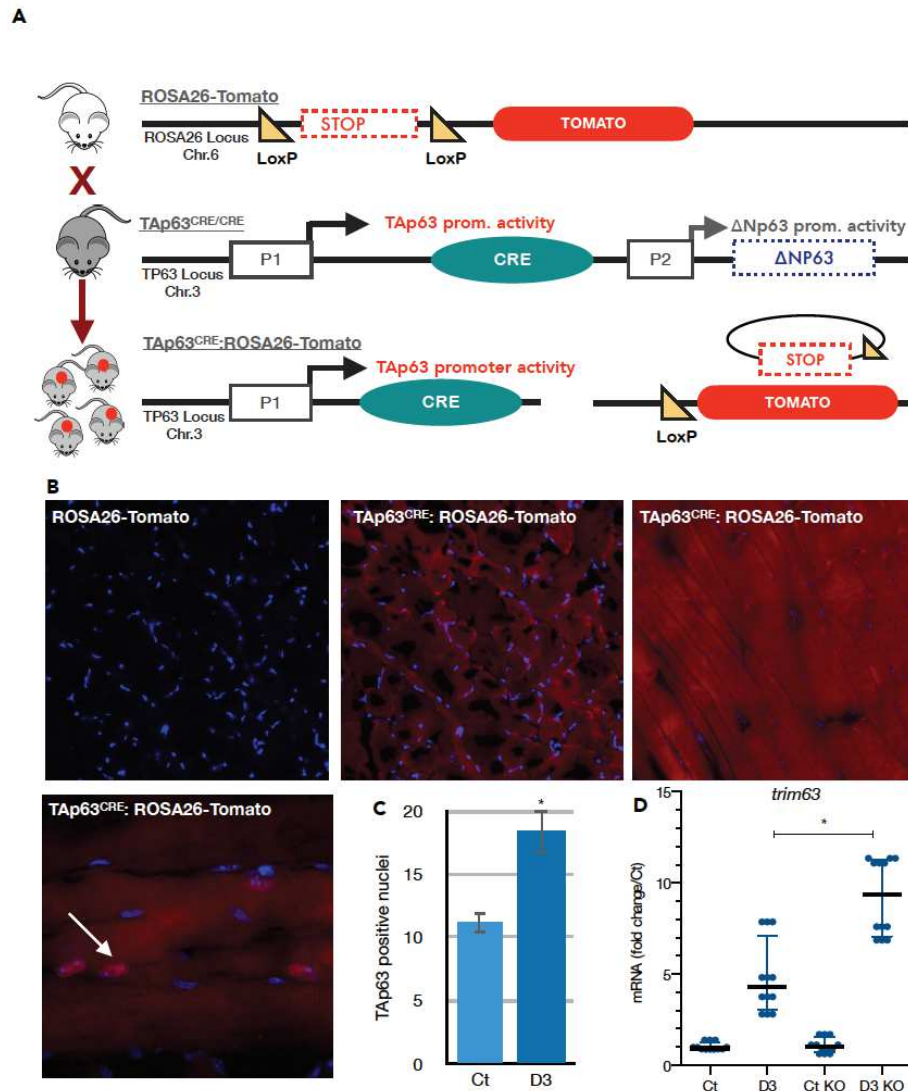 A
ROSA26-Tomato
STOP
TOMATO
ROSA26 Locus
Chr.6
LoxP
LoxP
X
TAp63CRE/CRE
TAp63 prom. activity
ΔNp63 prom. activity
P1
CRE
P2
ΔNP63
TP63 Locus
Chr.3
TAp63CRE:ROSA26-Tomato
TAp63 promoter activity
STOP
P1
CRE
TOMATO
TP63 Locus
Chr.3
LoxP
B
ROSA26-Tomato
TAp63CRE: ROSA26-Tomato
TAp63CRE: ROSA26-Tomato
TAp63CRE: ROSA26-Tomato
C
TAp63 positive nuclei
20
15
10
5
0
*
Ct
D3
D
trim63
mRNA (fold change/Ct)
15
10
5
0
*
Ct
D3
Ct KO
D3 KO